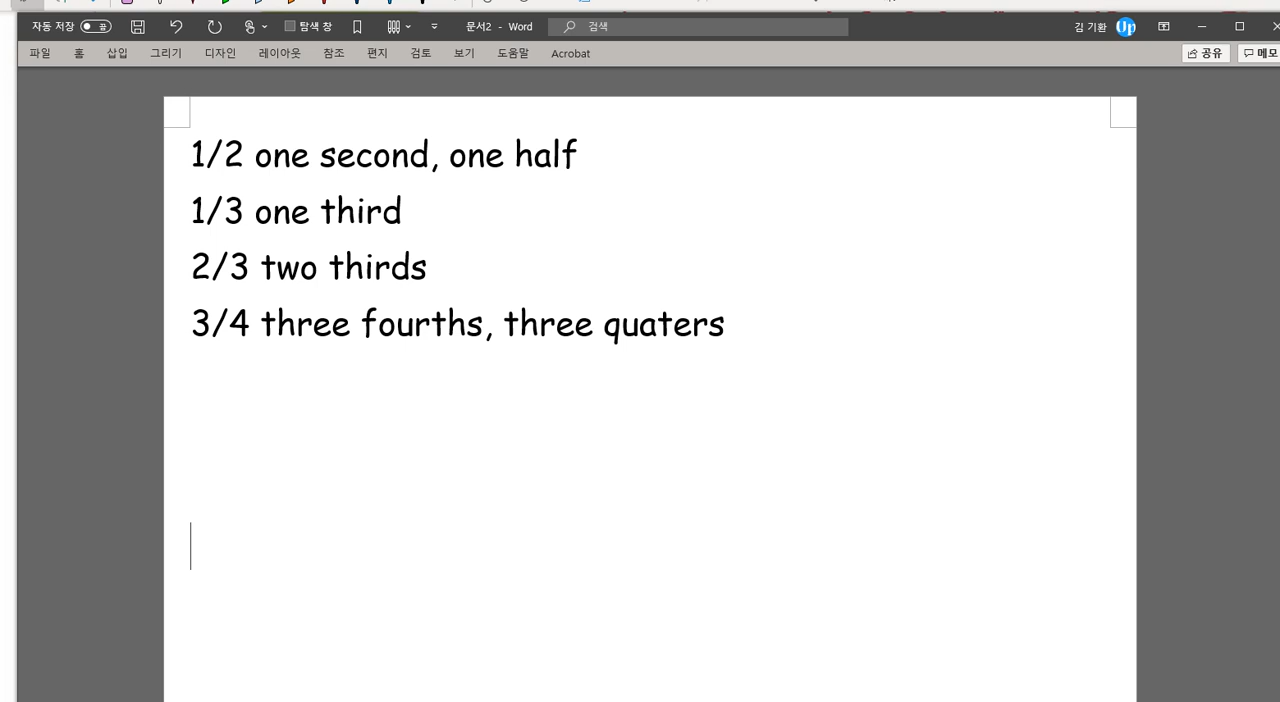 자동 저장 끔 탐색 창 문서2 - Word 검색 김 기환 Up
파일 홈 삽입 그리기 디자인 레이아웃 참조 편지 검토 보기 도움말 Acrobat 공유 메모
1/2 one second, one half
1/3 one third
2/3 two thirds
3/4 three fourths, three quaters